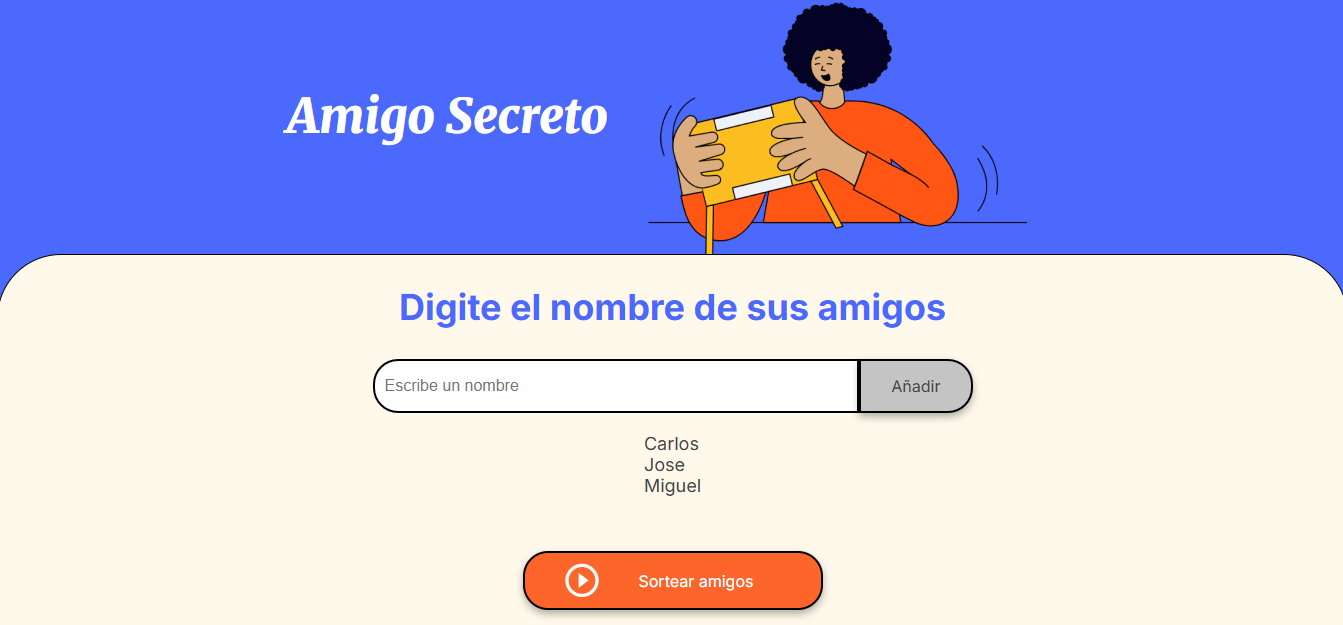 Amigo Secreto
Digite el nombre de sus amigos
Escribe un nombre
Añadir
Carlos
Jose
Miguel
Sortear amigos